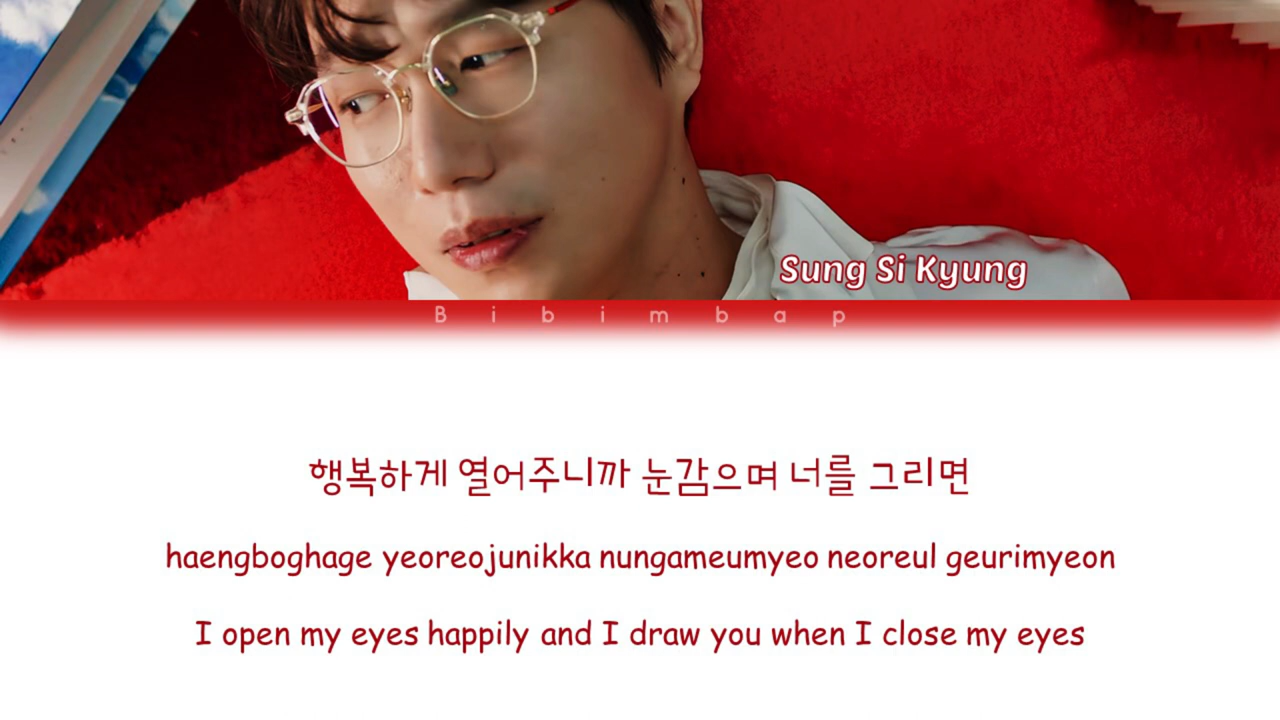 Sung Si Kyung
Bibimbap
행복하게 열어주니까 눈감으며 너를 그리면
haengboghage yeoreojunikka nungameumyeo neoreul geurimyeon
I open my eyes happily and I draw you when I close my eyes